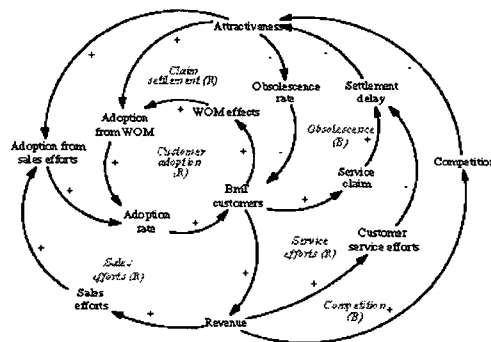 Attractiveness
+
+
-
-
-
Claim
settlement (R)
Obsolescence
rate
Settlement
delay
Adoption
from WOM
+
WOM effects
Obsolescence (B)
Adoption from
sales efforts
+
Customer
adoption
(R)
+
-
+
-
Competition
Service
claim
+
Adoption
rate
+
customers
+
Customer
service efforts
Service
efforts (R)
+
Sales
efforts (R)
+
+
Sales
efforts
+
Revenue
Competition
(B)
+